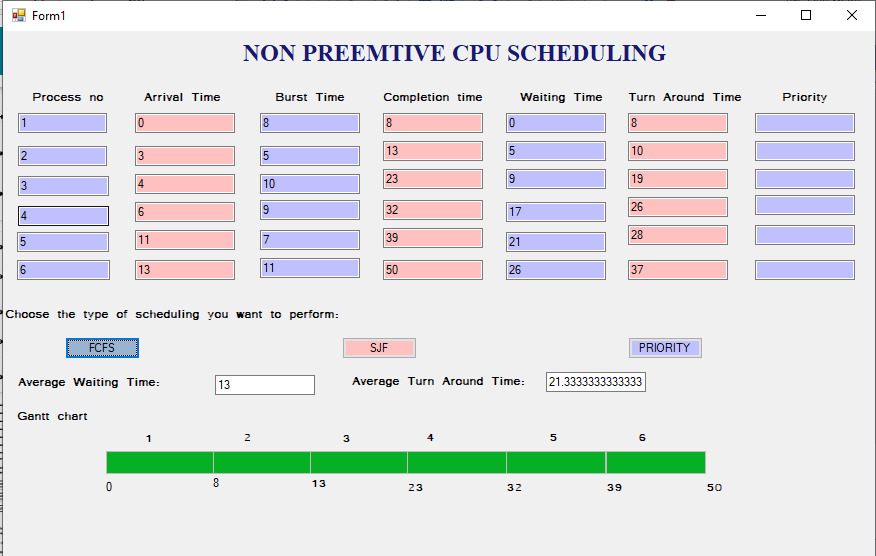 Form1
NON PREEMTIVE CPU SCHEDULING
Process no Arrival Time Burst Time Completion time Waiting Time Turn Around Time Priority
1 0 8 8 0 8
2 3 5 13 5 10
3 4 10 23 9 19
4 6 9 32 17 26
5 11 7 39 21 28
6 13 11 50 26 37
Choose the type of scheduling you want to perform:
FCFS SJF PRIORITY
Average Waiting Time: 13 Average Turn Around Time: 21.3333333333333
Gantt chart
1 2 3 4 5 6
0 8 13 23 32 39 50